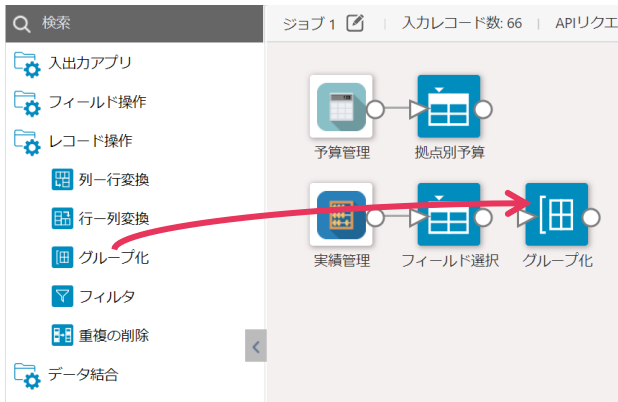 検索
ジョブ 1
入力レコード数: 66
APIリクエ
入出力アプリ
フィールド操作
レコード操作
列ー行変換
行ー列変換
グループ化
フィルタ
重複の削除
データ結合
予算管理
拠点別予算
実績管理
フィールド選択
グループ化